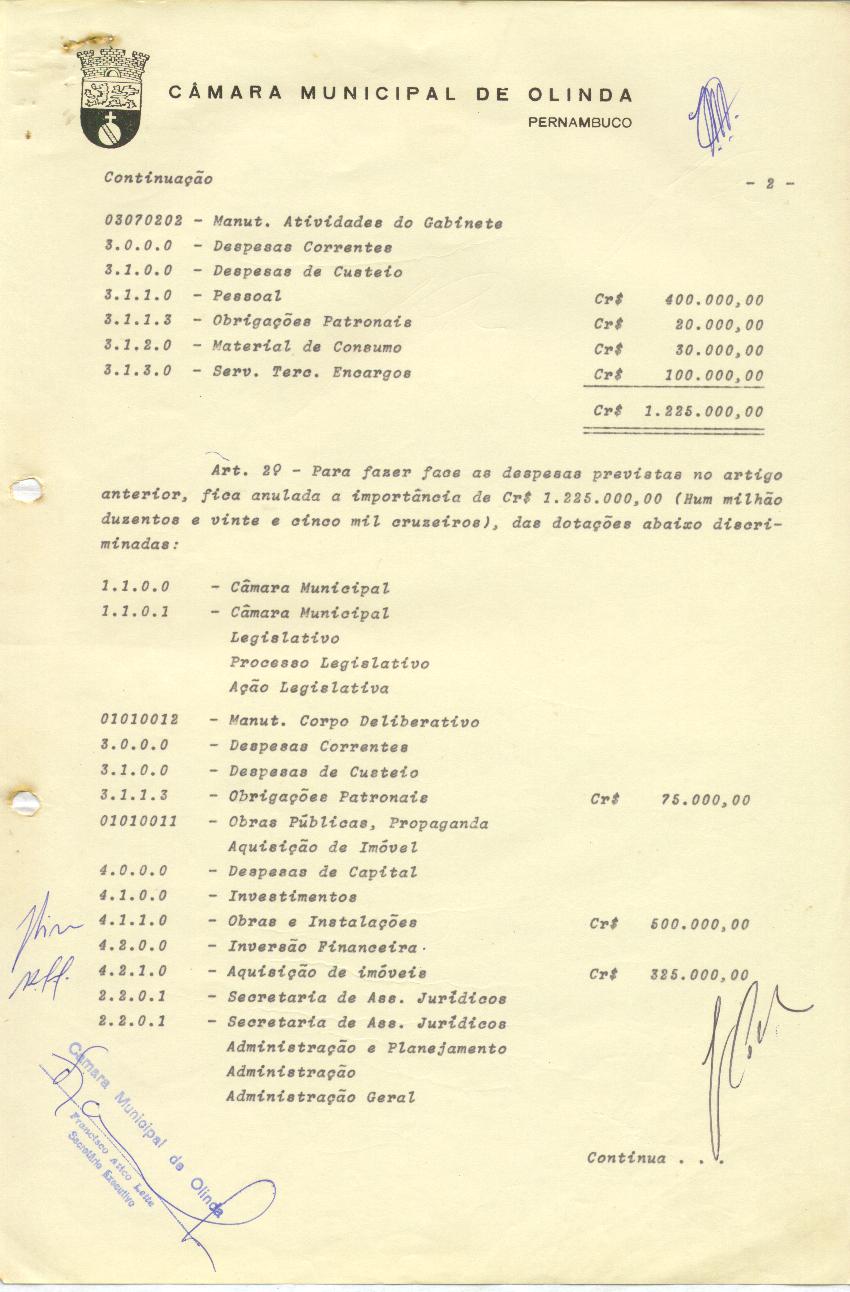 CÂMARA MUNICIPAL DE OLINDA
PERNAMBUCO
Continuação - 2 -
03070202 - Manut. Atividades do Gabinete
3.0.0.0 - Despesas Correntes
3.1.0.0 - Despesas de Custeio
3.1.1.0 - Pessoal Cr$ 400.000,00
3.1.1.3 - Obrigações Patronais Cr$ 20.000,00
3.1.2.0 - Material de Consumo Cr$ 30.000,00
3.1.3.0 - Serv. Terc. Encargos Cr$ 100.000,00
Cr$ 1.225.000,00
Art. 2º - Para fazer face as despesas previstas no artigo
anterior, fica anulada a importância de Cr$ 1.225.000,00 (Hum milhão
duzentos e vinte e cinco mil cruzeiros), das dotações abaixo discri-
minadas:
1.1.0.0 - Câmara Municipal
1.1.0.1 - Câmara Municipal
Legislativo
Processo Legislativo
Ação Legislativa
01010012 - Manut. Corpo Deliberativo
3.0.0.0 - Despesas Correntes
3.1.0.0 - Despesas de Custeio
3.1.1.3 - Obrigações Patronais Cr$ 75.000,00
01010011 - Obras Públicas, Propaganda
Aquisição de Imóvel
4.0.0.0 - Despesas de Capital
4.1.0.0 - Investimentos
4.1.1.0 - Obras e Instalações Cr$ 500.000,00
4.2.0.0 - Inversão Financeira.
4.2.1.0 - Aquisição de imóveis Cr$ 325.000,00
2.2.0.1 - Secretaria de Ass. Jurídicos
2.2.0.1 - Secretaria de Ass. Jurídicos
Administração e Planejamento
Administração
Administração Geral
Continua . . .
Câmara Municipal de Olinda
Francisco Atico Leite
Secretário Executivo